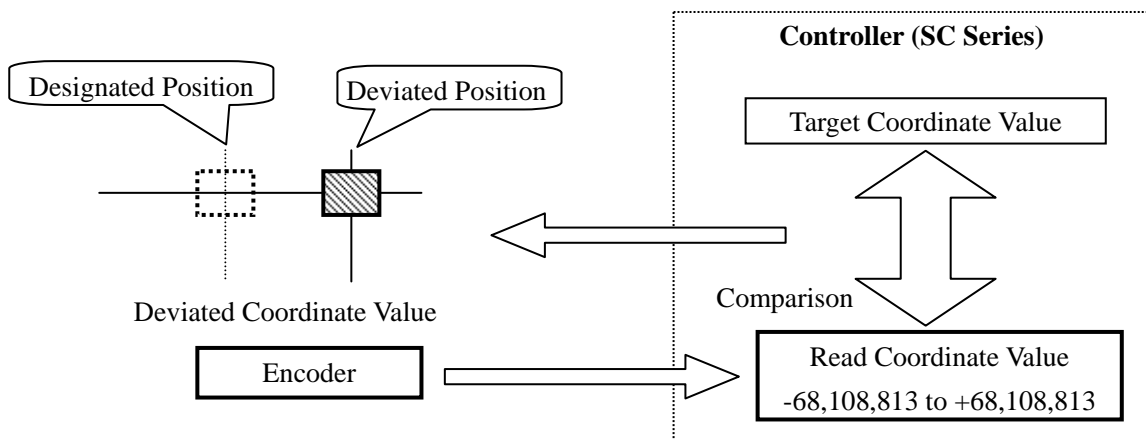 Controller (SC Series)
Designated Position
Deviated Position
Target Coordinate Value
Comparison
Deviated Coordinate Value
Encoder
Read Coordinate Value
-68,108,813 to +68,108,813